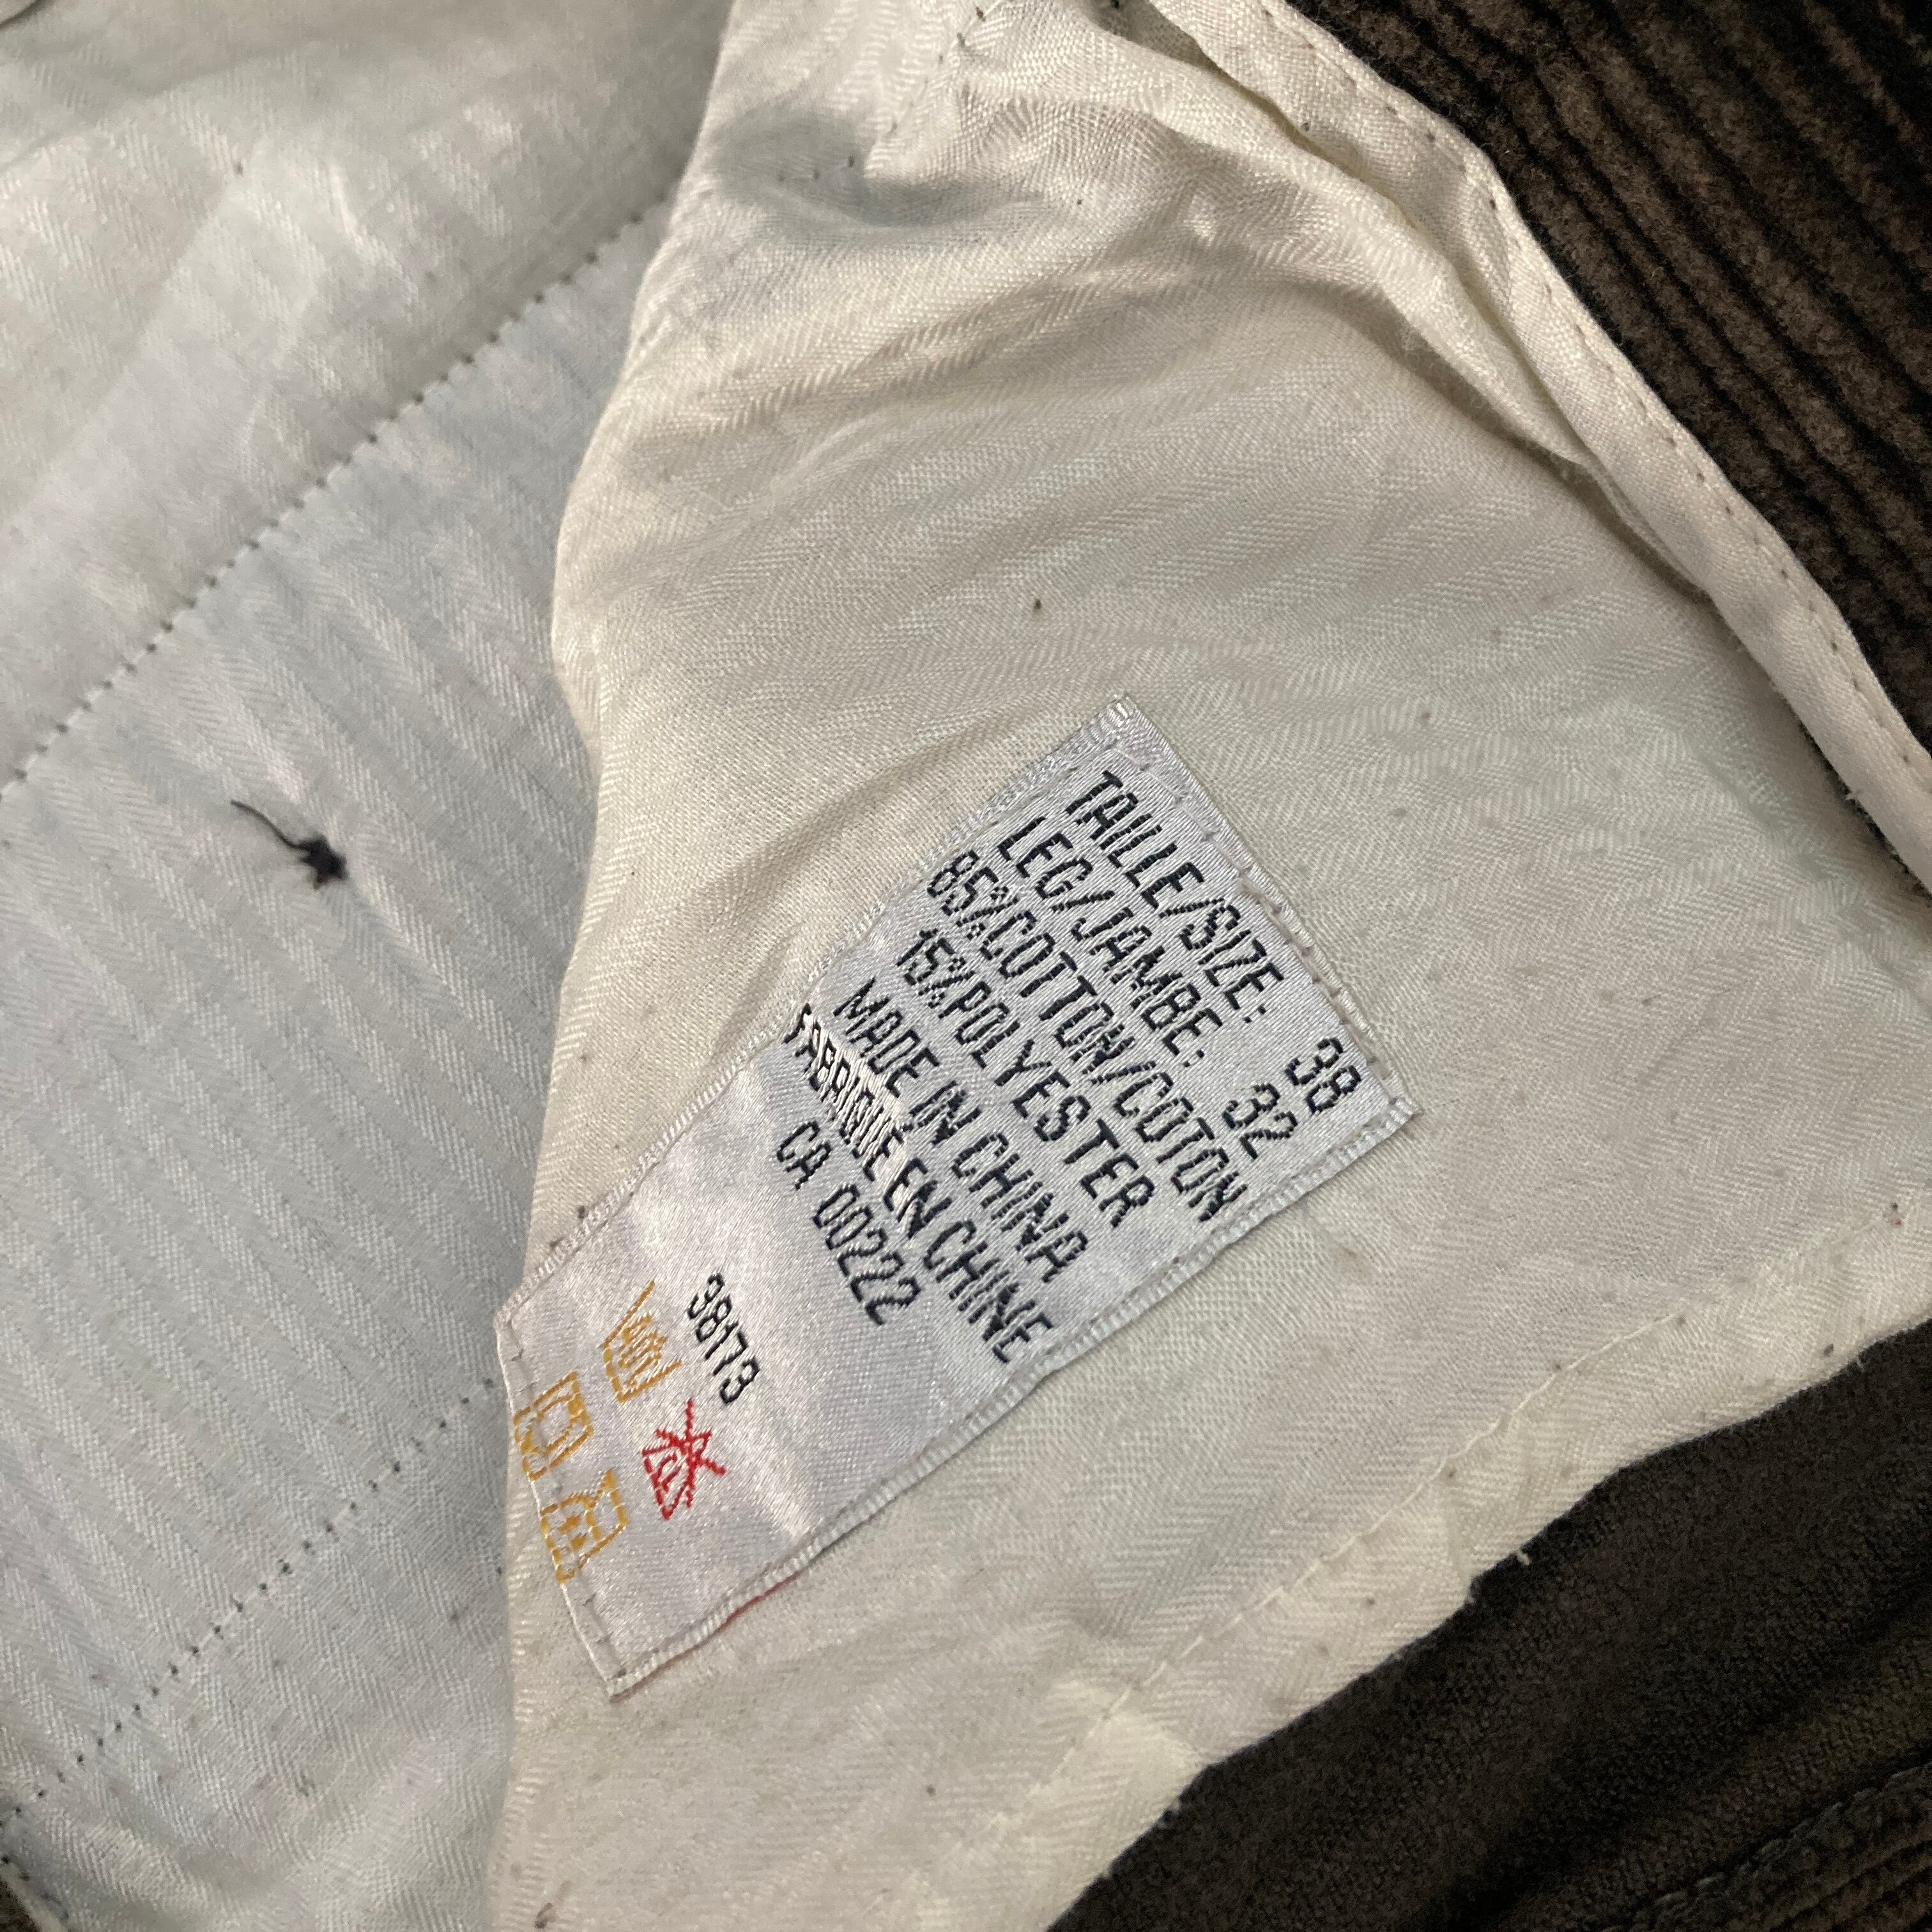 TAILLE/SIZE: 38
LEG/JAMBE: 32
85%COTTON/COTON
15%POLYESTER
MADE IN CHINA
FABRIQUÉ EN CHINE
CA 00222
38173